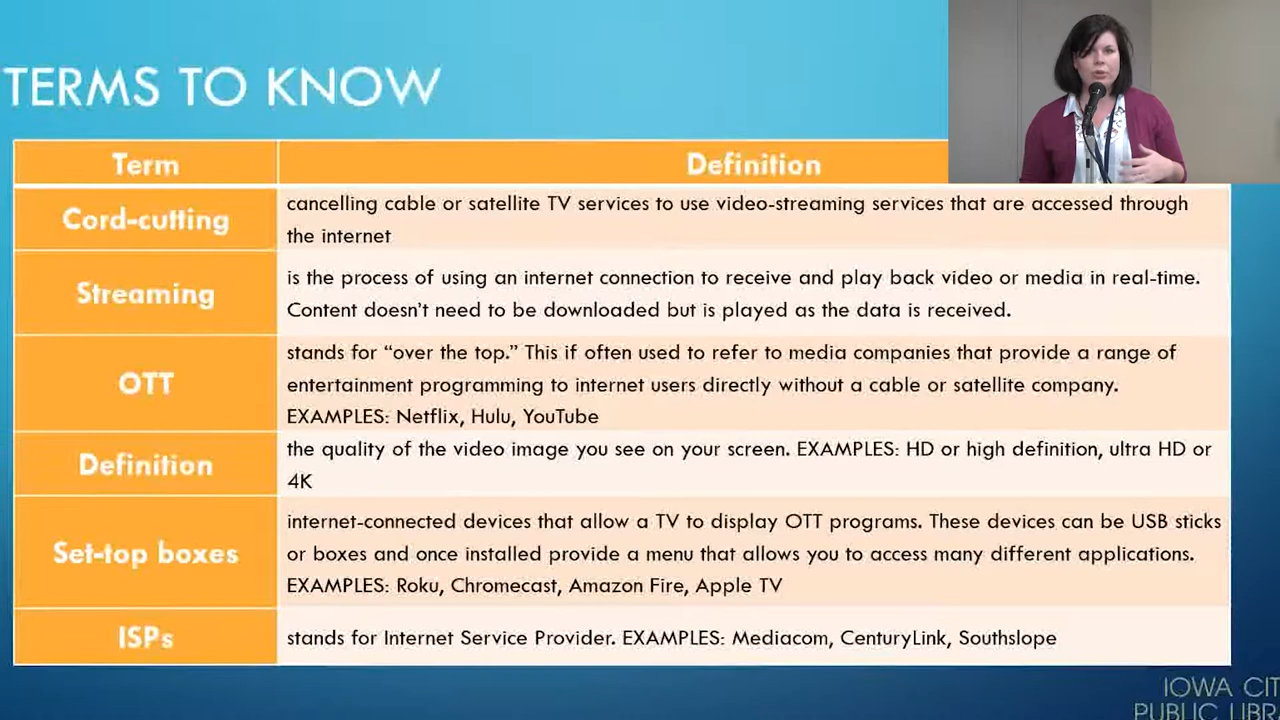 TERMS TO KNOW
Term
Definition
Cord-cutting
cancelling cable or satellite TV services to use video-streaming services that are accessed through
the internet
Streaming
is the process of using an internet connection to receive and play back video or media in real-time.
Content doesn't need to be downloaded but is played as the data is received.
OTT
stands for “over the top.” This if often used to refer to media companies that provide a range of
entertainment programming to internet users directly without a cable or satellite company.
EXAMPLES: Netflix, Hulu, YouTube
Definition
the quality of the video image you see on your screen. EXAMPLES: HD or high definition, ultra HD or
4K
Set-top boxes
internet-connected devices that allow a TV to display OTT programs. These devices can be USB sticks
or boxes and once installed provide a menu that allows you to access many different applications.
EXAMPLES: Roku, Chromecast, Amazon Fire, Apple TV
ISPs
stands for Internet Service Provider. EXAMPLES: Mediacom, CenturyLink, Southslope
IOWA CIT
PUBLIC LIBR